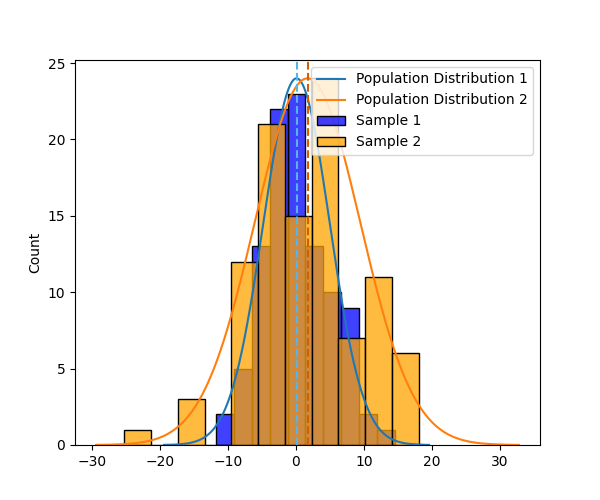 25
20
15
10
5
0
Count
Population Distribution 1
Population Distribution 2
Sample 1
Sample 2
−30 −20 −10 0 10 20 30